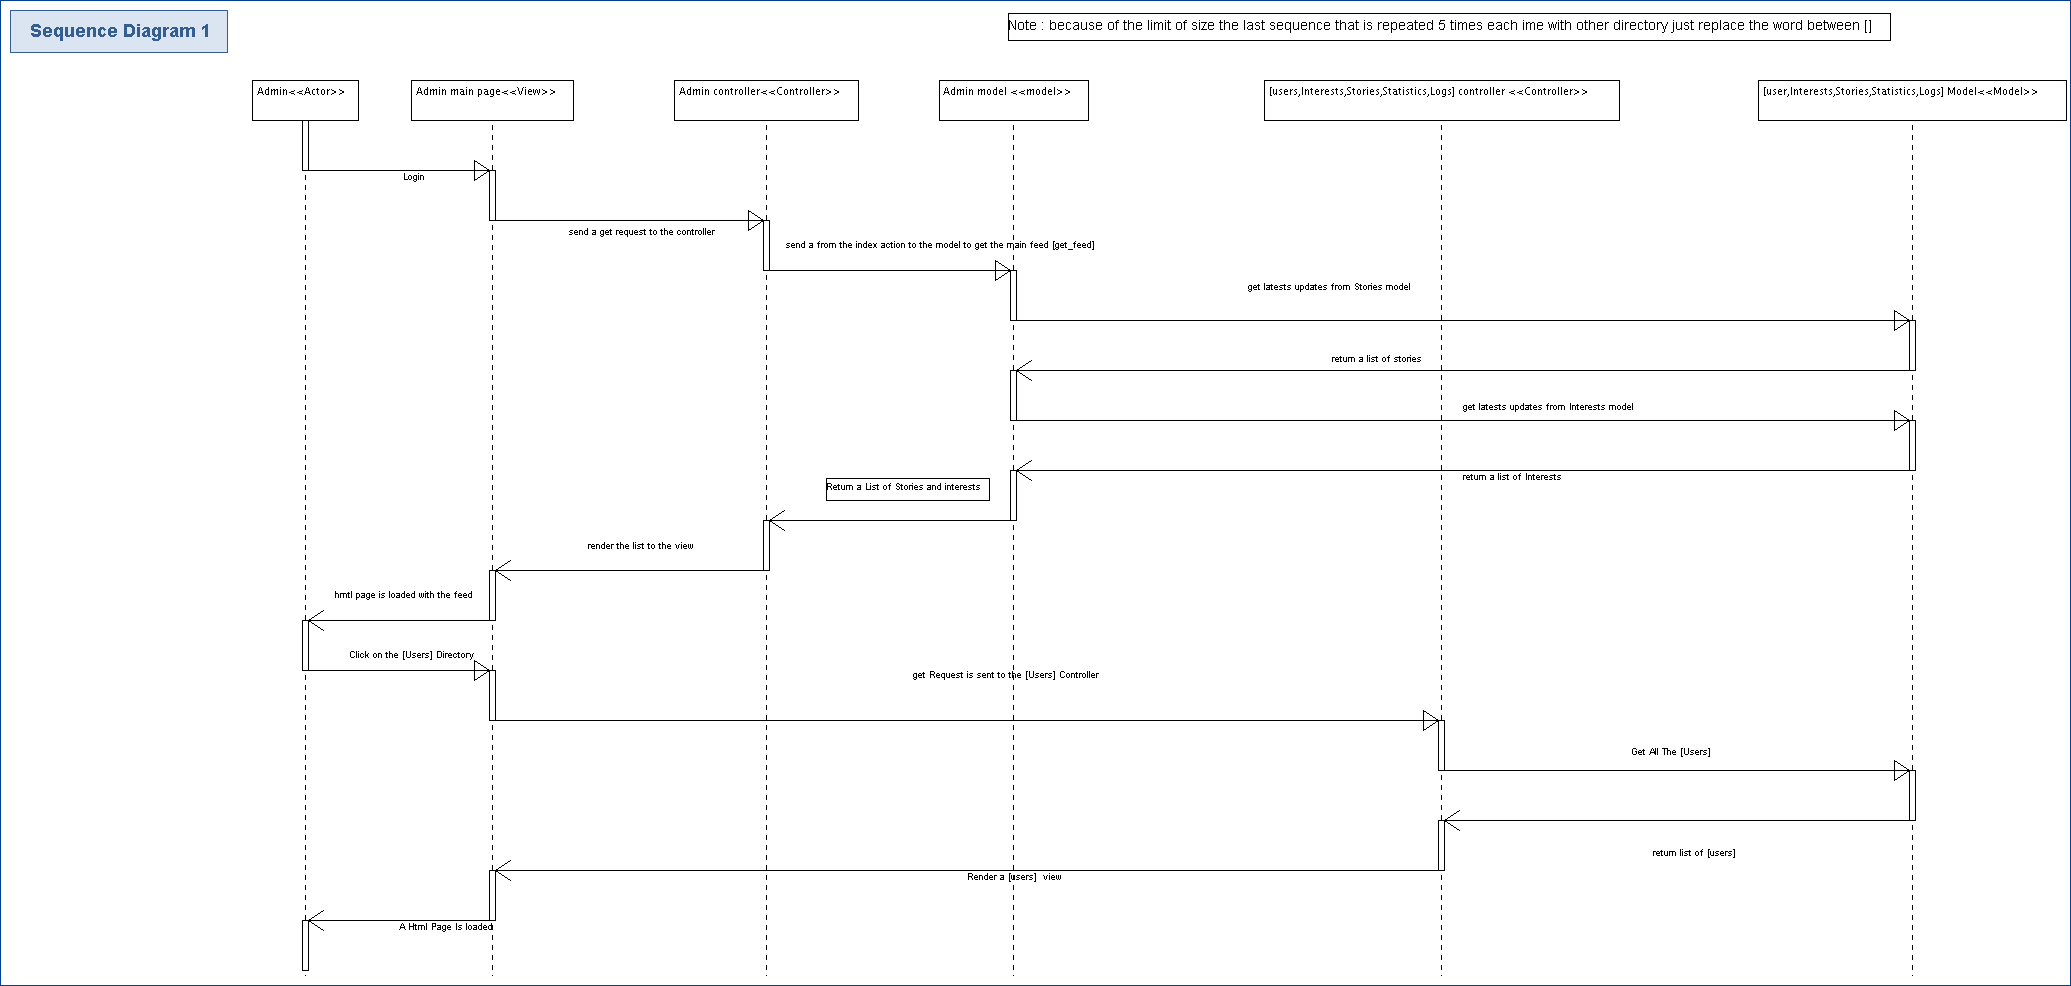 Sequence Diagram 1
Note : because of the limit of size the last sequence that is repeated 5 times each ime with other directory just replace the word between []
Admin<<Actor>>
Admin main page<<View>>
Admin controller<<Controller>>
Admin model <<model>>
[users,Interests,Stories,Statistics,Logs] controller <<Controller>>
[user,Interests,Stories,Statistics,Logs] Model<<Model>>
Login
send a get request to the controller
send a from the index action to the model to get the main feed [get_feed]
get latests updates from Stories model
return a list of stories
get latests updates from Interests model
return a list of Interests
Return a List of Stories and interests
render the list to the view
hmtl page is loaded with the feed
Click on the [Users] Directory
get Request is sent to the [Users] Controller
Get All The [Users]
return list of [users]
Render a [users] view
A Html Page Is loaded